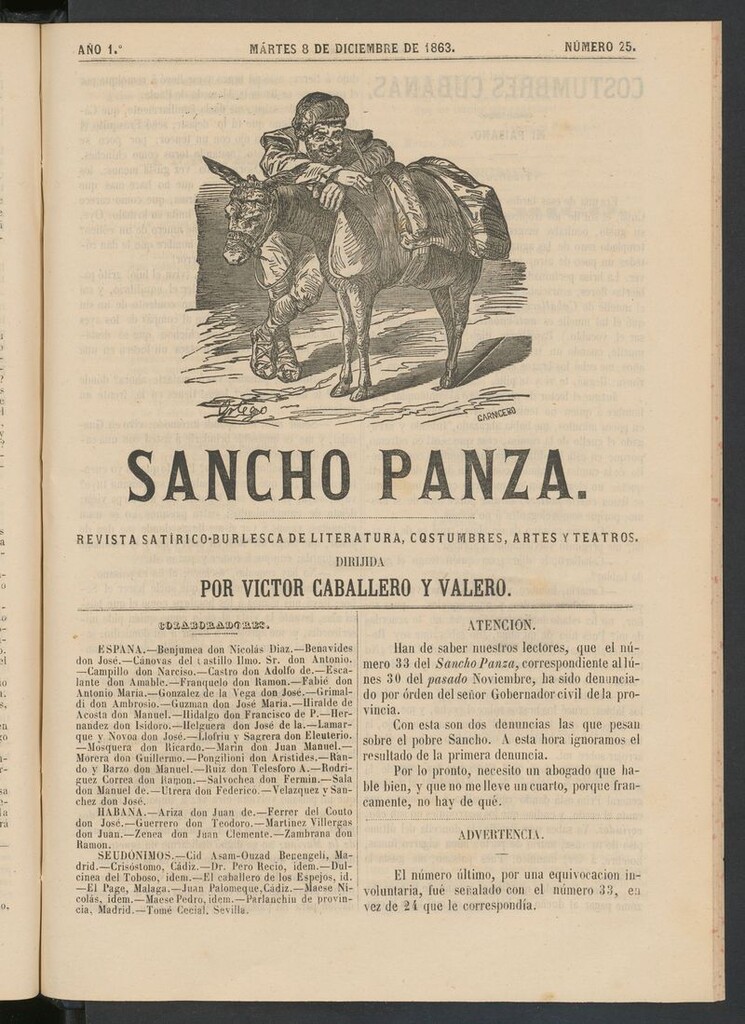 AÑO 1.º
MÁRTES 8 DE DICIEMBRE DE 1863.
NÚMERO 25.
Ortego
CARNICERO
SANCHO PANZA.
REVISTA SATÍRICO-BURLESCA DE LITERATURA, COSTUMBRES, ARTES Y TEATROS.
DIRIJIDA
POR VICTOR CABALLERO Y VALERO.
COLABORADORES.
ESPAÑA.—Benjumea don Nicolás Diaz.—Benavides
don José.—Cánovas del Castillo Ilmo. Sr. don Antonio.
—Campillo don Narciso.—Castro don Adolfo de.—Esca-
lante don Amable.—Franquelo don Ramon.—Fabié don
Antonio Maria.—Gonzalez de la Vega don José.—Grimal-
di don Ambrosio.—Guzman don José Maria.—Hiralde de
Acosta don Manuel.—Hidalgo don Francisco de P.—Her-
nandez don Isidoro.—Helguera don José de la.—Lamar-
que y Novoa don José.—Llofriu y Sagrera don Eleuterio.
—Mosquera don Ricardo.—Marin don Juan Manuel.—
Morera don Guillermo.—Pongilioni don Aristides.—Ran-
do y Barzo don Manuel.—Ruiz don Telesforo A.—Rodri-
guez Correa don Ramon.—Salvochea don Fermin.—Sala
don Manuel de.—Utrera don Federico.—Velazquez y San-
chez don José.
HABANA.—Ariza don Juan de.—Ferrer del Couto
don José.—Guerrero don Teodoro.—Martinez Villergas
don Juan.—Zenea don Juan Clemente.—Zambrana don
Ramon.
SEUDÓNIMOS.—Cid Asam-Ouzad Benengeli, Ma-
drid.—Crisóstomo, Cádiz.—Dr. Pero Recio, idem.—Dul-
cinea del Toboso, idem.—El caballero de los Espejos, id.
—El Page, Malaga.—Juan Palomeque, Cádiz.—Maese Ni-
colás, idem.—Maese Pedro, idem.—Parlanchin de provin-
cia, Madrid.—Tomé Cecial, Sevilla.
ATENCION.
Han de saber nuestros lectores, que el nú-
mero 33 del Sancho Panza, correspondiente al lú-
nes 30 del pasado Noviembre, ha sido denuncia-
do por órden del señor Gobernador civil de la pro-
vincia.
Con esta son dos denuncias las que pesan
sobre el pobre Sancho. A esta hora ignoramos el
resultado de la primera denuncia.
Por lo pronto, necesito un abogado que ha-
ble bien, y que no me lleve un cuarto, porque fran-
camente, no hay de qué.
ADVERTENCIA.
El número último, por una equivocacion in-
voluntaria, fué señalado con el número 33, en
vez de 24 que le correspondía.